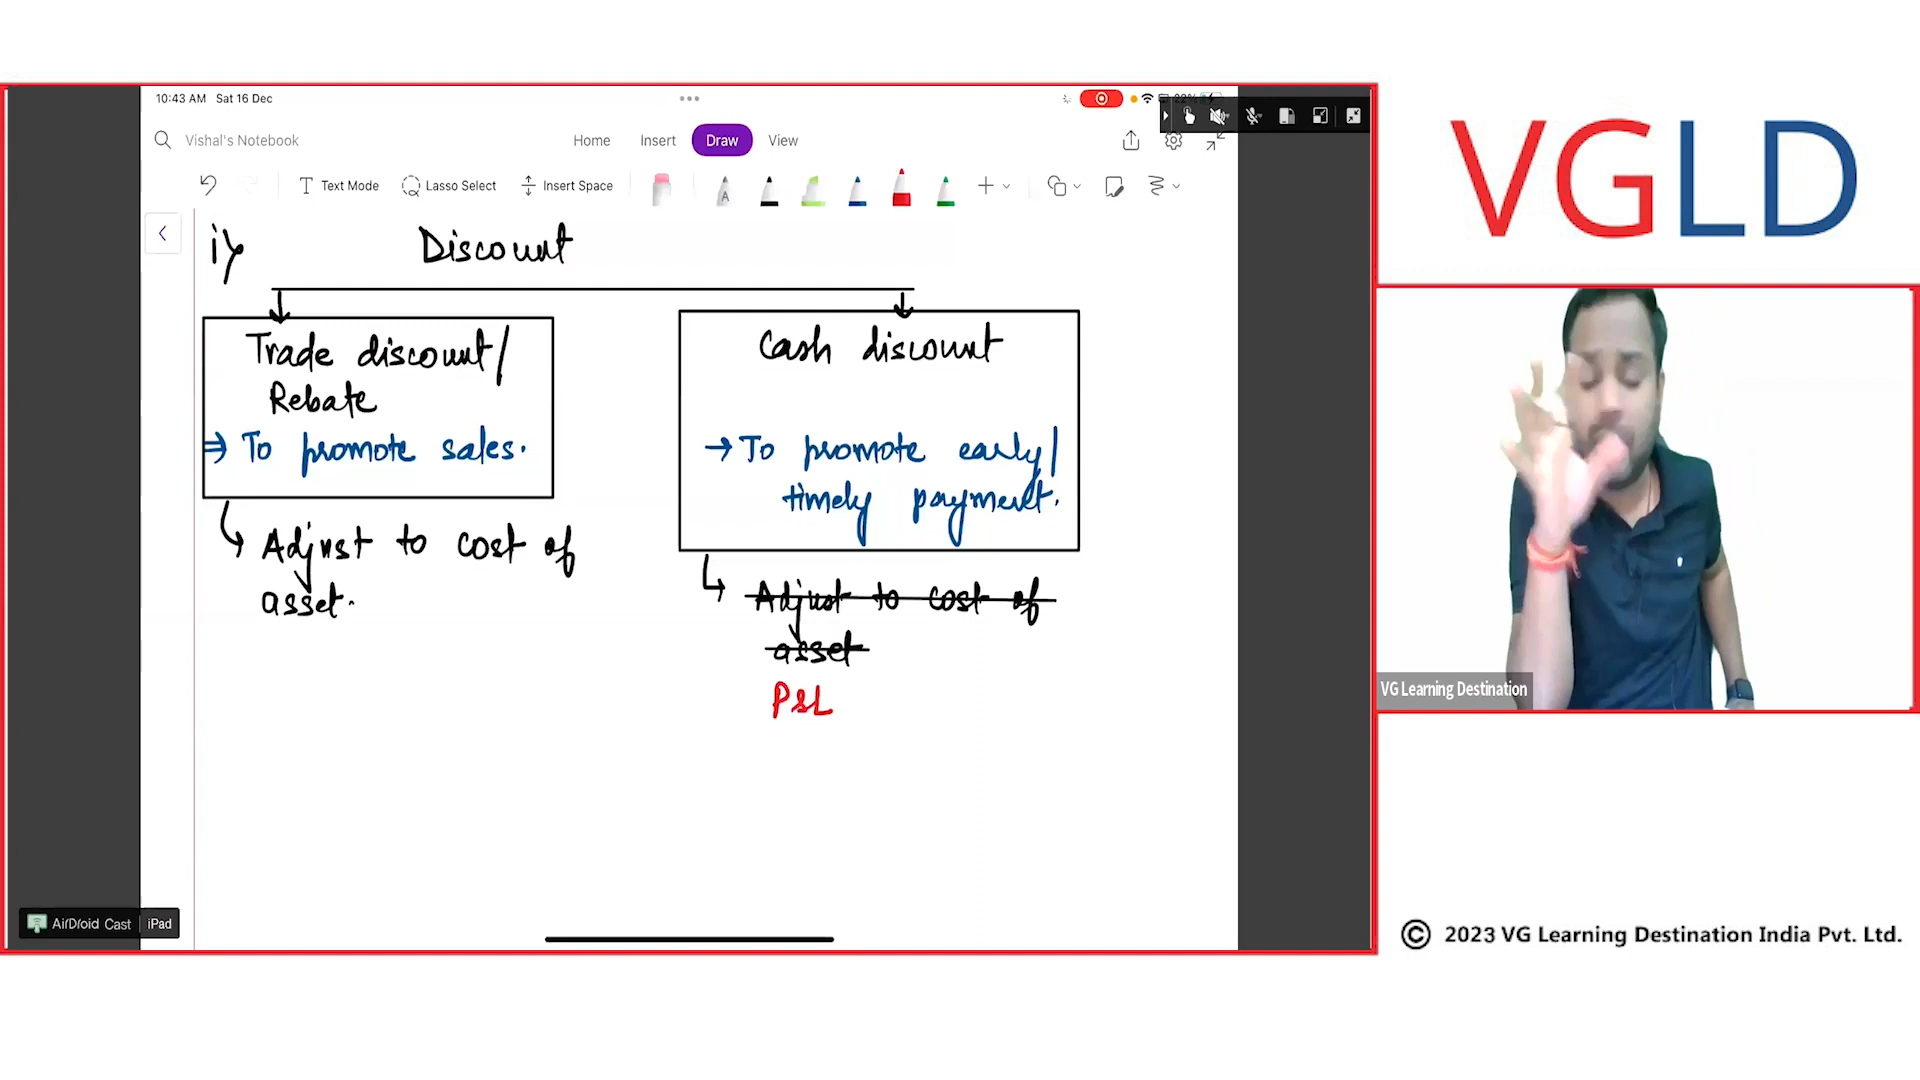 10:43 AM Sat 16 Dec
22%
Vishal's Notebook
Home Insert Draw View
Text Mode Lasso Select Insert Space
i) Discount
Trade discount/
Rebate
⇒ To promote sales.
↳ Adjust to cost of
asset.
Cash discount
→ To promote early/
timely payment.
↳ Adjust to cost of
asset
P&L
AirDroid Cast iPad
VGLD
VG Learning Destination
© 2023 VG Learning Destination India Pvt. Ltd.